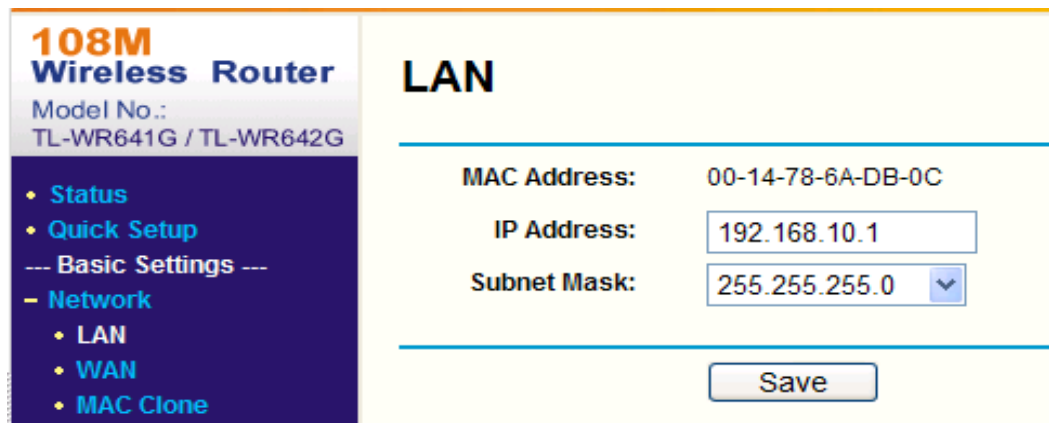 108M
Wireless Router
Model No.:
TL-WR641G / TL-WR642G
• Status
• Quick Setup
--- Basic Settings ---
– Network
• LAN
• WAN
• MAC Clone
LAN
MAC Address: 00-14-78-6A-DB-0C
IP Address: 192.168.10.1
Subnet Mask: 255.255.255.0
Save